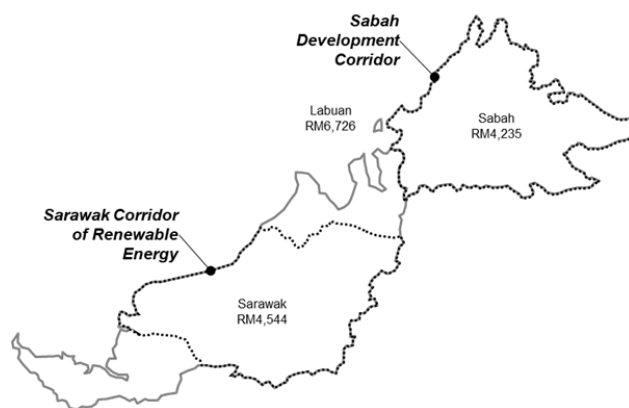 Sabah
Development
Corridor
Labuan
RM6,726
Sabah
RM4,235
Sarawak Corridor
of Renewable
Energy
Sarawak
RM4,544